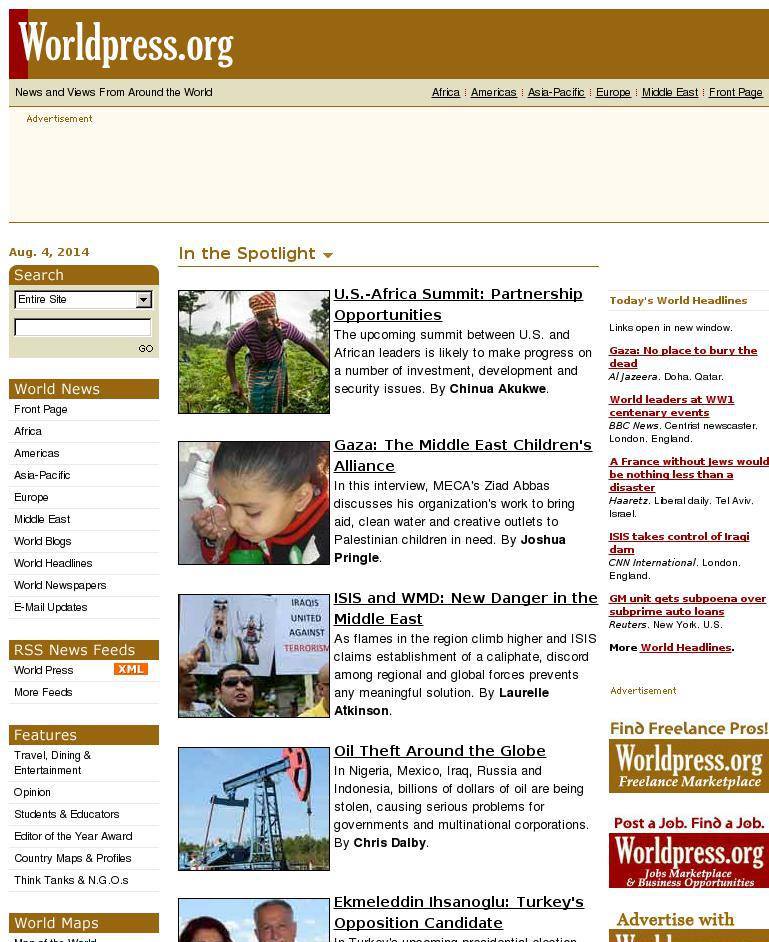 Worldpress.org
News and Views From Around the World
Africa Americas Asia-Pacific Europe Middle East Front Page
Advertisement
Aug. 4, 2014
Search
Entire Site
GO
World News
Front Page
Africa
Americas
Asia-Pacific
Europe
Middle East
World Blogs
World Headlines
World Newspapers
E-Mail Updates
RSS News Feeds
World Press XML
More Feeds
Features
Travel, Dining &
Entertainment
Opinion
Students & Educators
Editor of the Year Award
Country Maps & Profiles
Think Tanks & N.G.O.s
World Maps
Map of the World
In the Spotlight
U.S.-Africa Summit: Partnership
Opportunities
The upcoming summit between U.S. and
African leaders is likely to make progress on
a number of investment, development and
security issues. By Chinua Akukwe.
Gaza: The Middle East Children's
Alliance
In this interview, MECA's Ziad Abbas
discusses his organization's work to bring
aid, clean water and creative outlets to
Palestinian children in need. By Joshua
Pringle.
IRAQIS
UNITED
AGAINST
TERRORISM
ISIS and WMD: New Danger in the
Middle East
As flames in the region climb higher and ISIS
claims establishment of a caliphate, discord
among regional and global forces prevents
any meaningful solution. By Laurelle
Atkinson.
Oil Theft Around the Globe
In Nigeria, Mexico, Iraq, Russia and
Indonesia, billions of dollars of oil are being
stolen, causing serious problems for
governments and multinational corporations.
By Chris Dalby.
Ekmeleddin Ihsanoglu: Turkey's
Opposition Candidate
In Turkey's upcoming presidential election,
Today's World Headlines
Links open in new window.
Gaza: No place to bury the
dead
Al Jazeera. Doha. Qatar.
World leaders at WW1
centenary events
BBC News. Centrist newscaster.
London. England.
A France without Jews would
be nothing less than a
disaster
Haaretz. Liberal daily. Tel Aviv.
Israel.
ISIS takes control of Iraqi
dam
CNN International. London.
England.
GM unit gets subpoena over
subprime auto loans
Reuters. New York. U.S.
More World Headlines.
Advertisement
Find Freelance Pros!
Worldpress.org
Freelance Marketplace
Post a Job. Find a Job.
Worldpress.org
Jobs Marketplace
& Business Opportunities
Advertise with